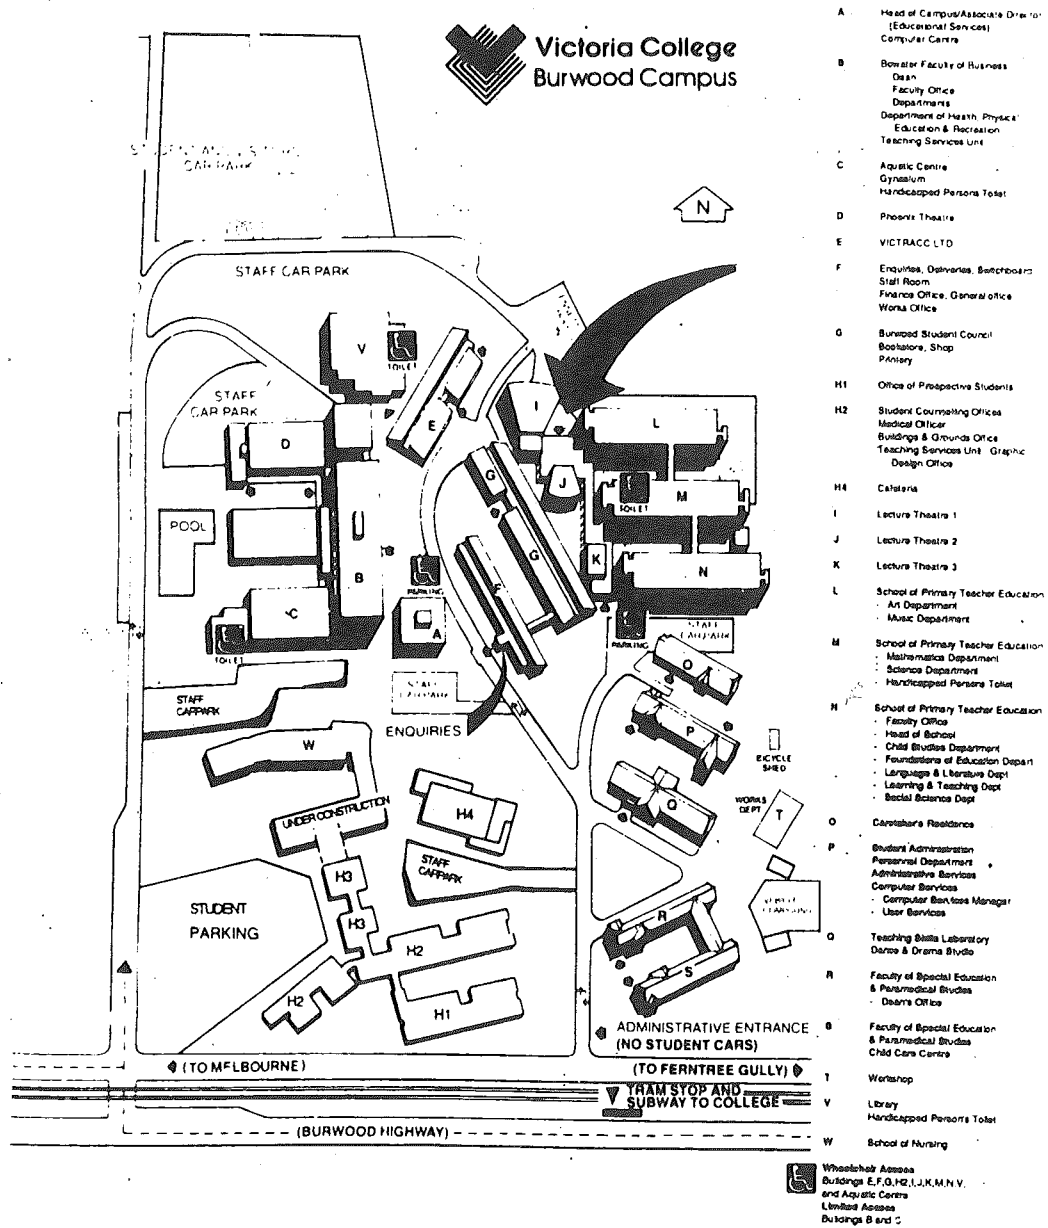 Victoria College
Burwood Campus
N
CAR PARK
STAFF CAR PARK
V
TOILET
STAFF
CAR PARK
E
I
L
D
G
J
M
TOILET
POOL
B
G
K
N
PARKING
F
C
A
TOILET
PARKING
STAFF
CARPARK
O
STAFF
CARPARK
STAFF
CARPARK
ENQUIRIES
P
W
BICYCLE
SHED
UNDER CONSTRUCTION
H4
Q
WORKS
DEPT
T
STAFF
CARPARK
H3
STUDENT
PARKING
H3
R
H2
S
H2
H1
ADMINISTRATIVE ENTRANCE
(NO STUDENT CARS)
(TO MELBOURNE)
(TO FERNTREE GULLY)
TRAM STOP AND
SUBWAY TO COLLEGE
(BURWOOD HIGHWAY)
A Head of Campus/Associate Director
(Educational Services)
Computer Centre
B Bowater Faculty of Business
Dean
Faculty Office
Departments
Department of Health, Physical
Education & Recreation
Teaching Services Unit
C Aquatic Centre
Gynasium
Handicapped Persons Toilet
D Phoenix Theatre
E VICTRACC LTD
F Enquiries, Deliveries, Switchboard
Staff Room
Finance Office, General office
Works Office
G Burwood Student Council
Bookstore, Shop
Printery
H1 Office of Prospective Students
H2 Student Counselling Offices
Medical Officer
Buildings & Grounds Office
Teaching Services Unit Graphic
Design Office
H4 Cafeteria
I Lecture Theatre 1
J Lecture Theatre 2
K Lecture Theatre 3
L School of Primary Teacher Education
- Art Department
- Music Department
M School of Primary Teacher Education
- Mathematics Department
- Science Department
- Handicapped Persons Toilet
N School of Primary Teacher Education
- Faculty Office
- Head of School
- Child Studies Department
- Foundations of Education Depart
- Language & Literature Dept
- Learning & Teaching Dept
- Social Science Dept
O Caretaker's Residence
P Student Administration
Personnel Department
Administrative Services
Computer Services
- Computer Services Manager
- User Services
Q Teaching Skills Laboratory
Dance & Drama Studio
R Faculty of Special Education
& Paramedical Studies
- Dean's Office
S Faculty of Special Education
& Paramedical Studies
Child Care Centre
T Workshop
V Library
Handicapped Person's Toilet
W School of Nursing
Wheelchair Access
Buildings E,F,G,H2,I,J,K,M,N,V,
and Aquatic Centre
Limited Access
Buildings B and C